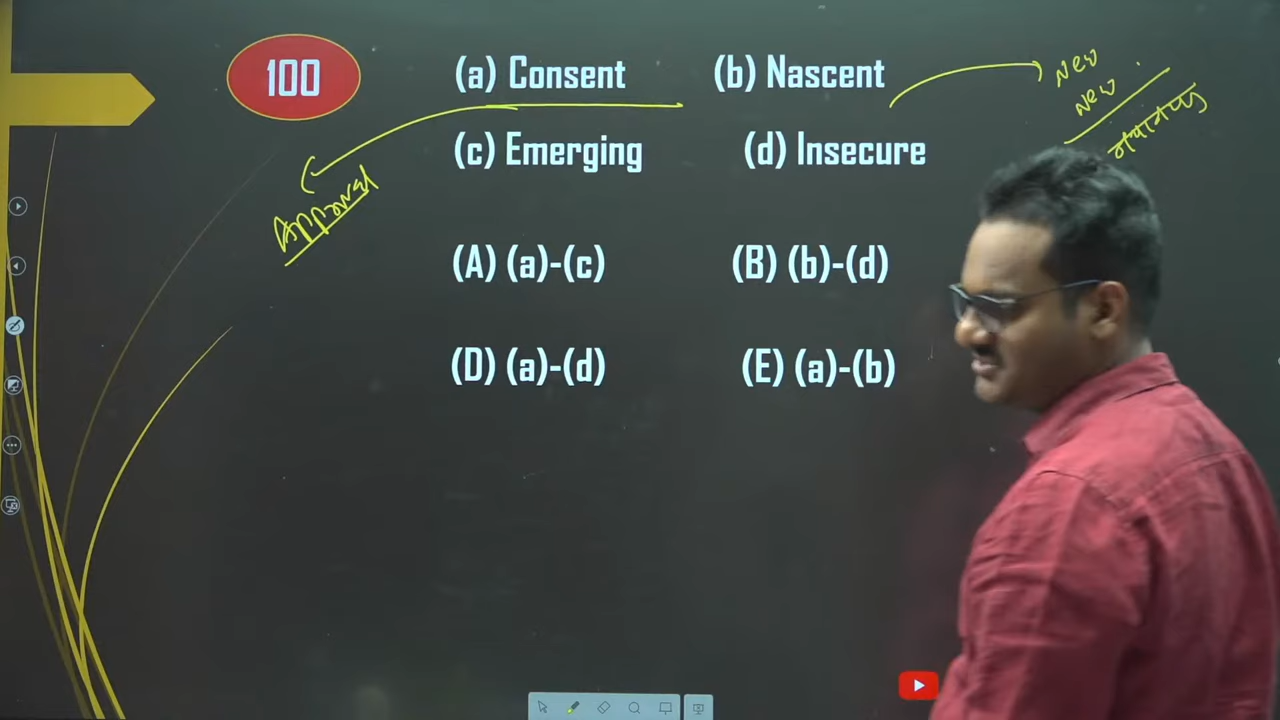 100
(a) Consent (b) Nascent
(c) Emerging (d) Insecure
(A) (a)-(c) (B) (b)-(d)
(D) (a)-(d) (E) (a)-(b)
Approval
New
New